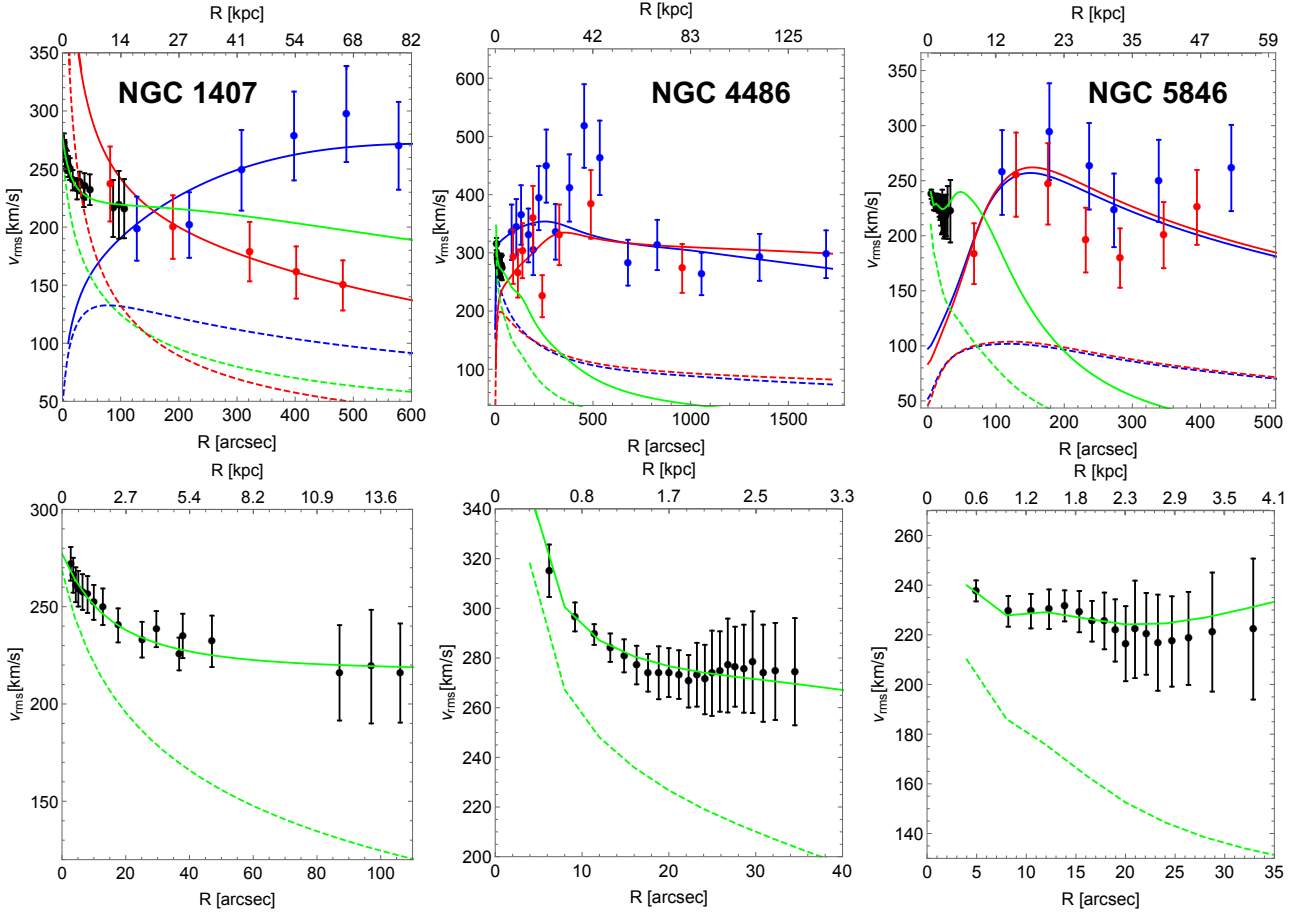 R [kpc]
0 14 27 41 54 68 82
350
300
250
200
150
100
50
v_rms[km/s]
NGC 1407
0 100 200 300 400 500 600
R [arcsec]
R [kpc]
0 42 83 125
600
500
400
300
200
100
v_rms[km/s]
NGC 4486
0 500 1000 1500
R [arcsec]
R [kpc]
0 12 23 35 47 59
350
300
250
200
150
100
50
v_rms[km/s]
NGC 5846
0 100 200 300 400 500
R [arcsec]
R [kpc]
0 2.7 5.4 8.2 10.9 13.6
300
250
200
150
v_rms[km/s]
0 20 40 60 80 100
R [arcsec]
R [kpc]
0 0.8 1.7 2.5 3.3
340
320
300
280
260
240
220
200
v_rms[km/s]
0 10 20 30 40
R [arcsec]
R [kpc]
0 0.6 1.2 1.8 2.3 2.9 3.5 4.1
260
240
220
200
180
160
140
v_rms[km/s]
0 5 10 15 20 25 30 35
R [arcsec]